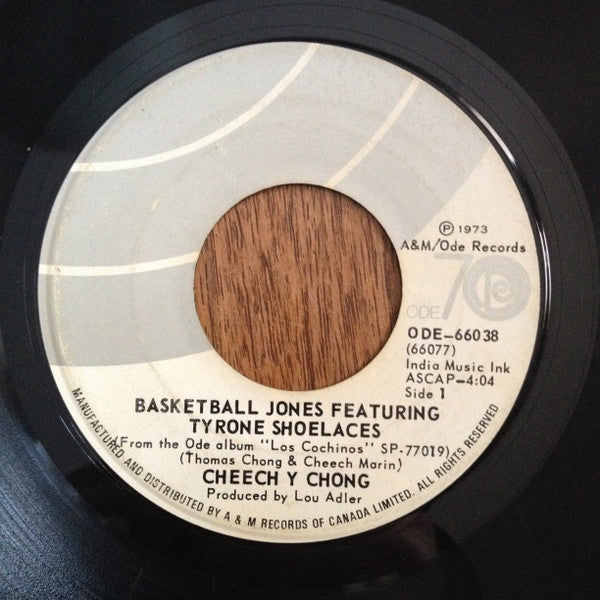 ℗ 1973
A&M/Ode Records
ODE 70
ODE-66038
(66077)
India Music Ink
ASCAP-4:04
Side 1
BASKETBALL JONES FEATURING
TYRONE SHOELACES
(From the Ode album "Los Cochinos" SP-77019)
(Thomas Chong & Cheech Marin)
CHEECH Y CHONG
Produced by Lou Adler
MANUFACTURED AND DISTRIBUTED BY A & M RECORDS OF CANADA LIMITED. ALL RIGHTS RESERVED